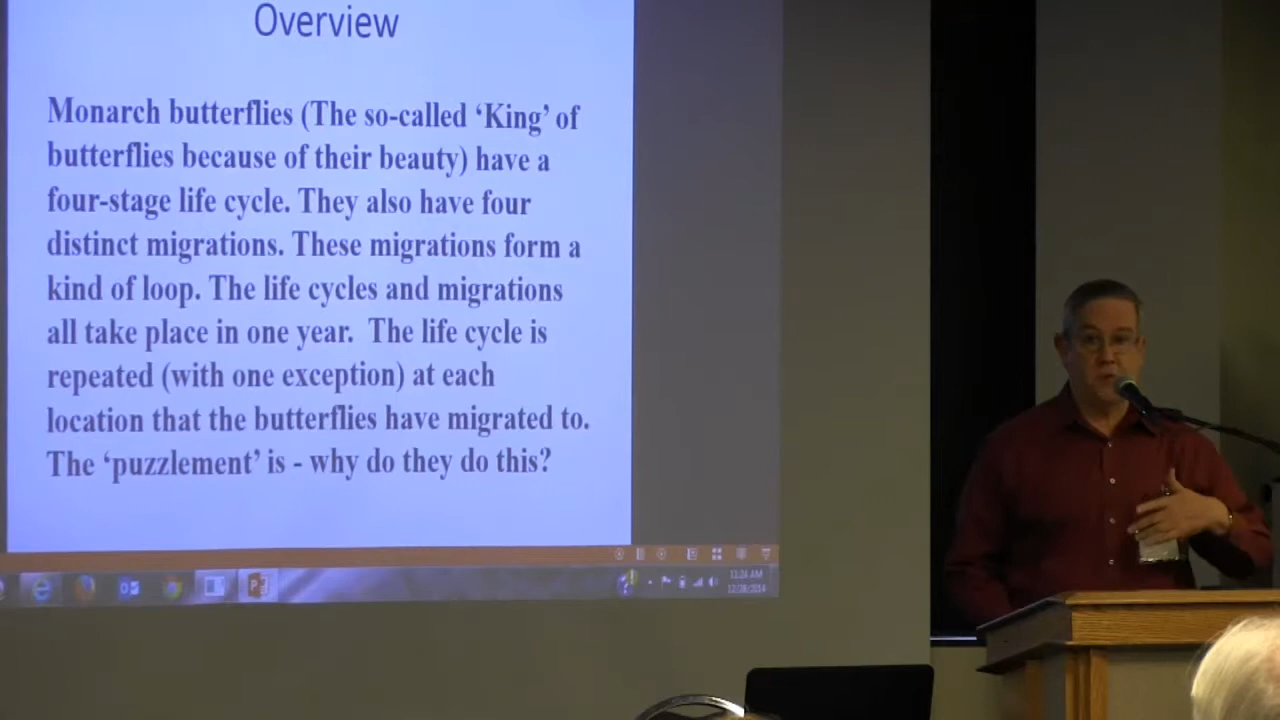 Overview
Monarch butterflies (The so-called ‘King’ of
butterflies because of their beauty) have a
four-stage life cycle. They also have four
distinct migrations. These migrations form a
kind of loop. The life cycles and migrations
all take place in one year. The life cycle is
repeated (with one exception) at each
location that the butterflies have migrated to.
The ‘puzzlement’ is - why do they do this?
11:24 AM